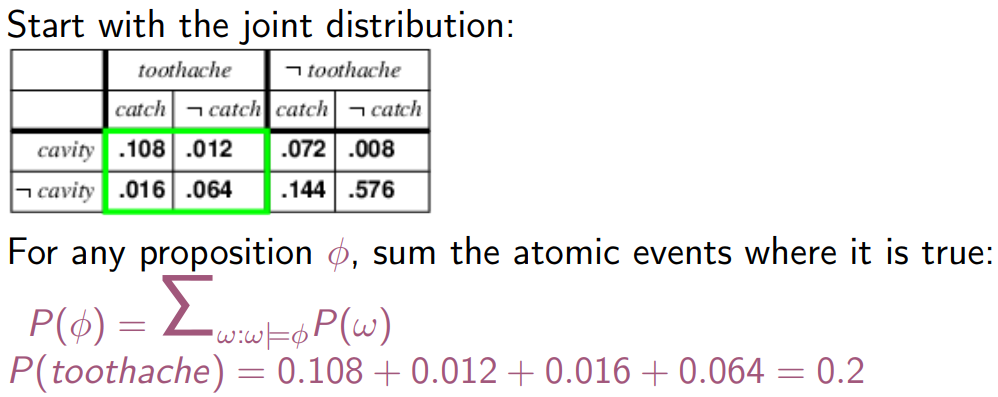 Start with the joint distribution:
toothache ¬ toothache
catch ¬ catch catch ¬ catch
cavity .108 .012 .072 .008
¬ cavity .016 .064 .144 .576
For any proposition ϕ, sum the atomic events where it is true:
P(ϕ) = ∑ω:ω⊨ϕ P(ω)
P(toothache) = 0.108 + 0.012 + 0.016 + 0.064 = 0.2